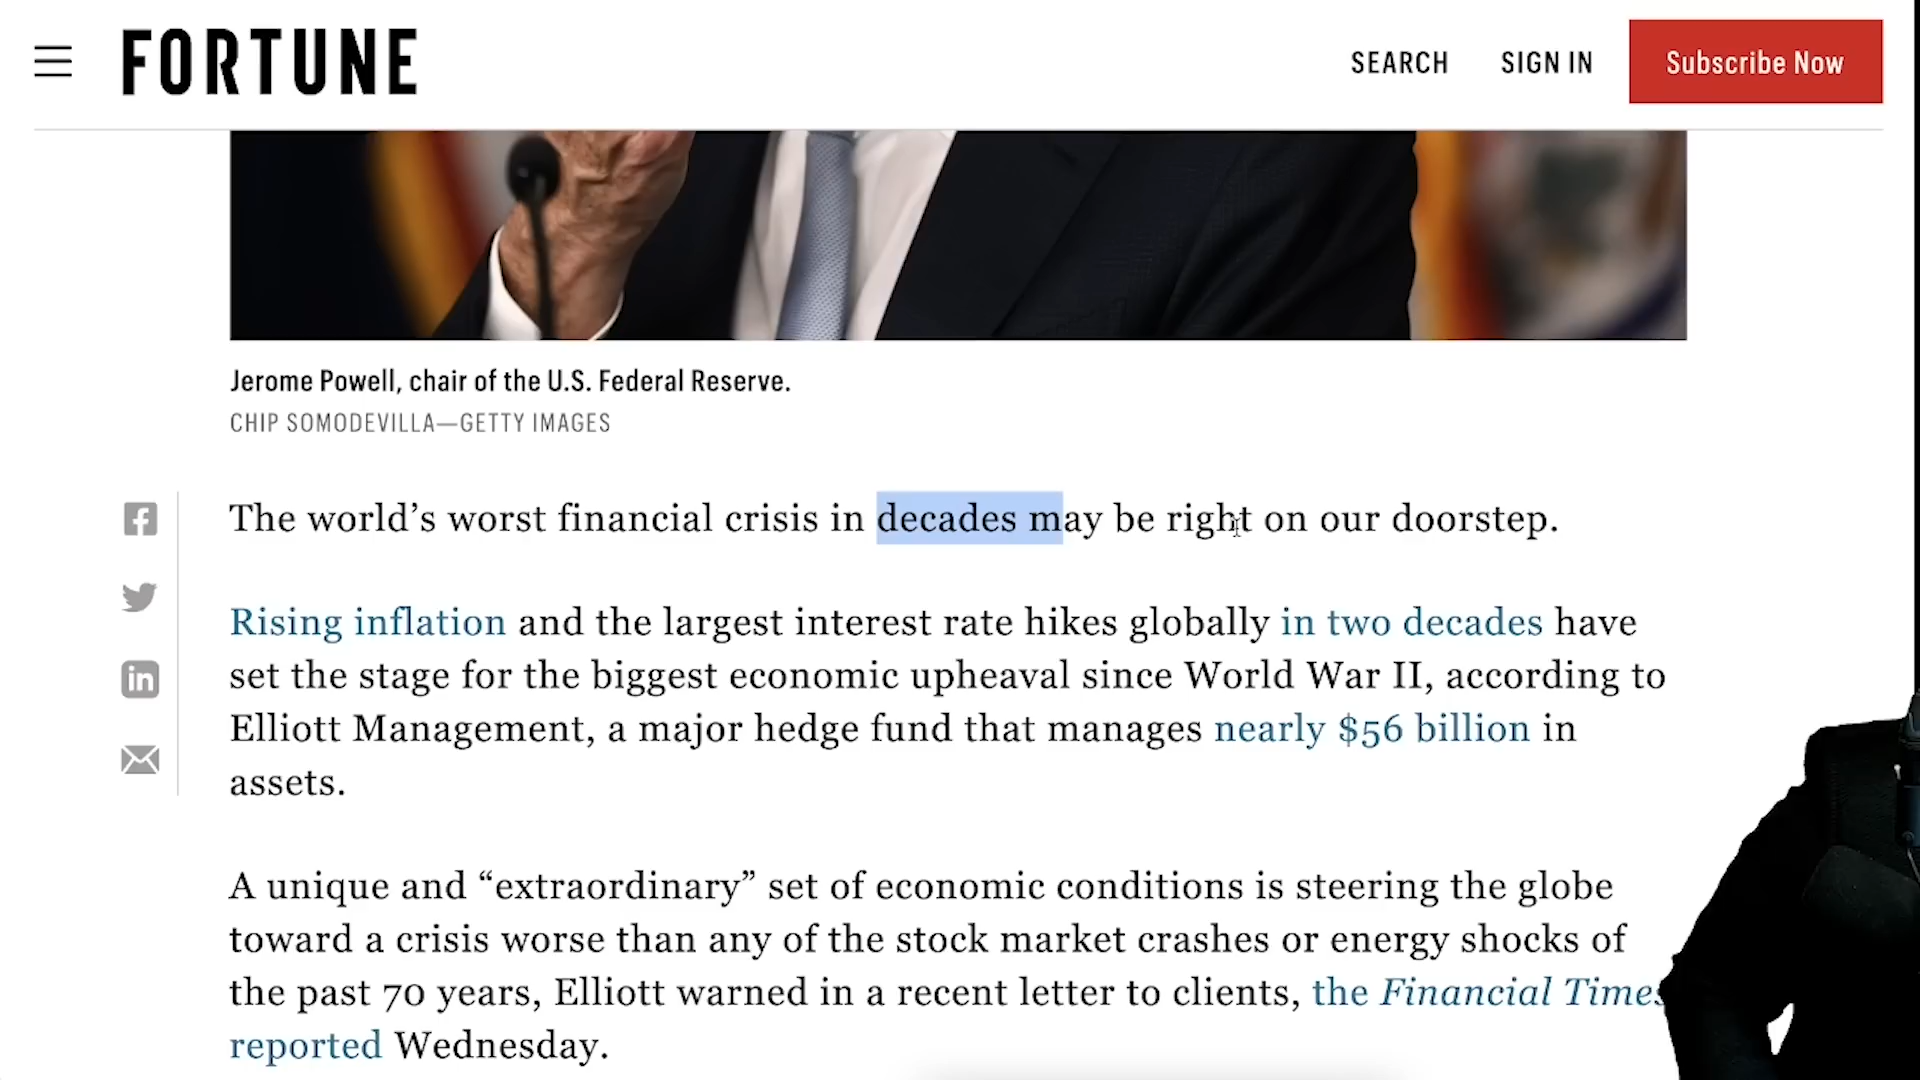 FORTUNE
SEARCH
SIGN IN
Subscribe Now
Jerome Powell, chair of the U.S. Federal Reserve.
CHIP SOMODEVILLA—GETTY IMAGES
The world’s worst financial crisis in decades may be right on our doorstep.
Rising inflation and the largest interest rate hikes globally in two decades have
set the stage for the biggest economic upheaval since World War II, according to
Elliott Management, a major hedge fund that manages nearly $56 billion in
assets.
A unique and “extraordinary” set of economic conditions is steering the globe
toward a crisis worse than any of the stock market crashes or energy shocks of
the past 70 years, Elliott warned in a recent letter to clients, the Financial Times
reported Wednesday.